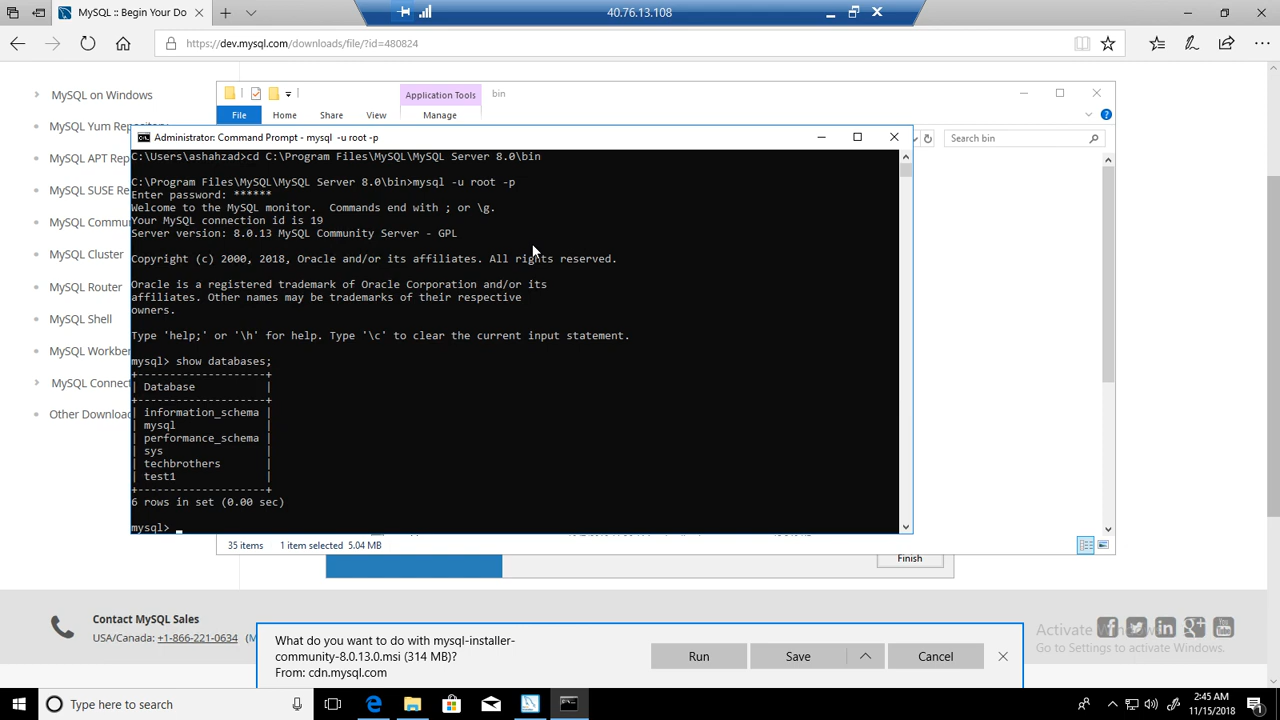 MySQL :: Begin Your Do
40.76.13.108
https://dev.mysql.com/downloads/file/?id=480824
MySQL on Windows
MySQL Yum Repository
MySQL APT Rep
MySQL SUSE Re
MySQL Commu
MySQL Cluster
MySQL Router
MySQL Shell
MySQL Workben
MySQL Connect
Other Download
Application Tools
bin
File
Home
Share
View
Manage
Search bin
Administrator: Command Prompt - mysql -u root -p
C:\Users\ashahzad>cd C:\Program Files\MySQL\MySQL Server 8.0\bin
C:\Program Files\MySQL\MySQL Server 8.0\bin>mysql -u root -p
Enter password: ******
Welcome to the MySQL monitor.  Commands end with ; or \g.
Your MySQL connection id is 19
Server version: 8.0.13 MySQL Community Server - GPL
Copyright (c) 2000, 2018, Oracle and/or its affiliates. All rights reserved.
Oracle is a registered trademark of Oracle Corporation and/or its
affiliates. Other names may be trademarks of their respective
owners.
Type 'help;' or '\h' for help. Type '\c' to clear the current input statement.
mysql> show databases;
+--------------------+
| Database           |
+--------------------+
| information_schema |
| mysql              |
| performance_schema |
| sys                |
| techbrothers       |
| test1              |
+--------------------+
6 rows in set (0.00 sec)
mysql>
35 items
1 item selected 5.04 MB
Finish
Contact MySQL Sales
USA/Canada: +1-866-221-0634 (M
What do you want to do with mysql-installer-
community-8.0.13.0.msi (314 MB)?
From: cdn.mysql.com
Run
Save
Cancel
Activate Windows
Go to Settings to activate Windows.
Type here to search
2:45 AM
11/15/2018
1